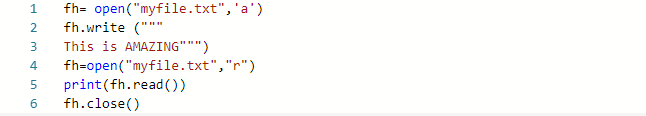 1 fh= open("myfile.txt",'a')
2 fh.write ("""
3 This is AMAZING""")
4 fh=open("myfile.txt","r")
5 print(fh.read())
6 fh.close()